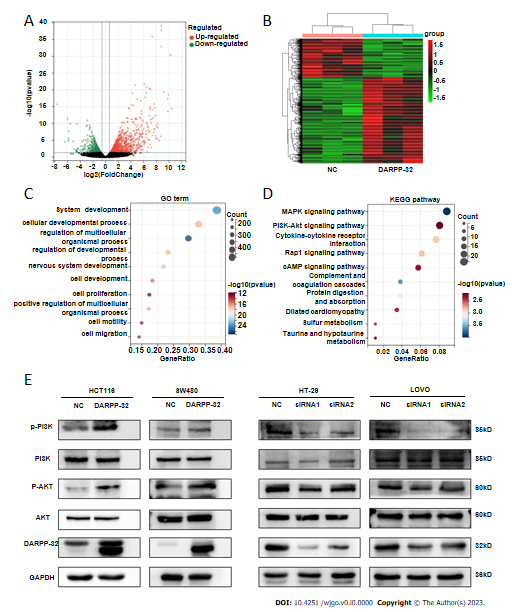 A
Regulated
Up-regulated
Down-regulated
-log10(pvalue)
40
35
30
25
20
15
10
5
0
-8 -6 -4 -2 0 2 4 6 8 10 12
log2(FoldChange)
B
group
1.5
1
0.5
0
-0.5
-1
-1.5
NC DARPP-32
C
GO term
System development
cellular developmental process
regulation of multicellular
organismal process
regulation of developmental
process
nervous system development
cell development
cell proliferation
positive regulation of multicellular
organismal process
cell motility
cell migration
0.15 0.18 0.25 0.30 0.35 0.40
GeneRatio
Count
200
300
400
-log10(pvalue)
12
16
20
24
D
KEGG pathway
MAPK signaling pathway
PI3K-Akt signaling pathway
Cytokine-oytokine receptor
interaction
Rap1 signaling pathway
oAMP signaling pathway
Complement and
ooagulation cascades
Protein digestion
and absorption
Dilated cardiomyopathy
Sulfur metabolism
Taurine and hypotaurine
metabolism
0.02 0.04 0.06 0.08
GeneRatio
Count
5
10
15
20
-log10(pvalue)
2.5
3.0
3.5
E
HCT116 8W480 HT-29 LOVO
NC DARPP-32 NC DARPP-32 NC siRNA1 siRNA2 NC siRNA1 siRNA2
p-PI3K 85kD
PI3K 85kD
P-AKT 60kD
AKT 60kD
DARPP-32 32kD
GAPDH 36kD
DOI: 10.4251 /wjgo.v0.i0.0000 Copyright © The Author(s) 2023.